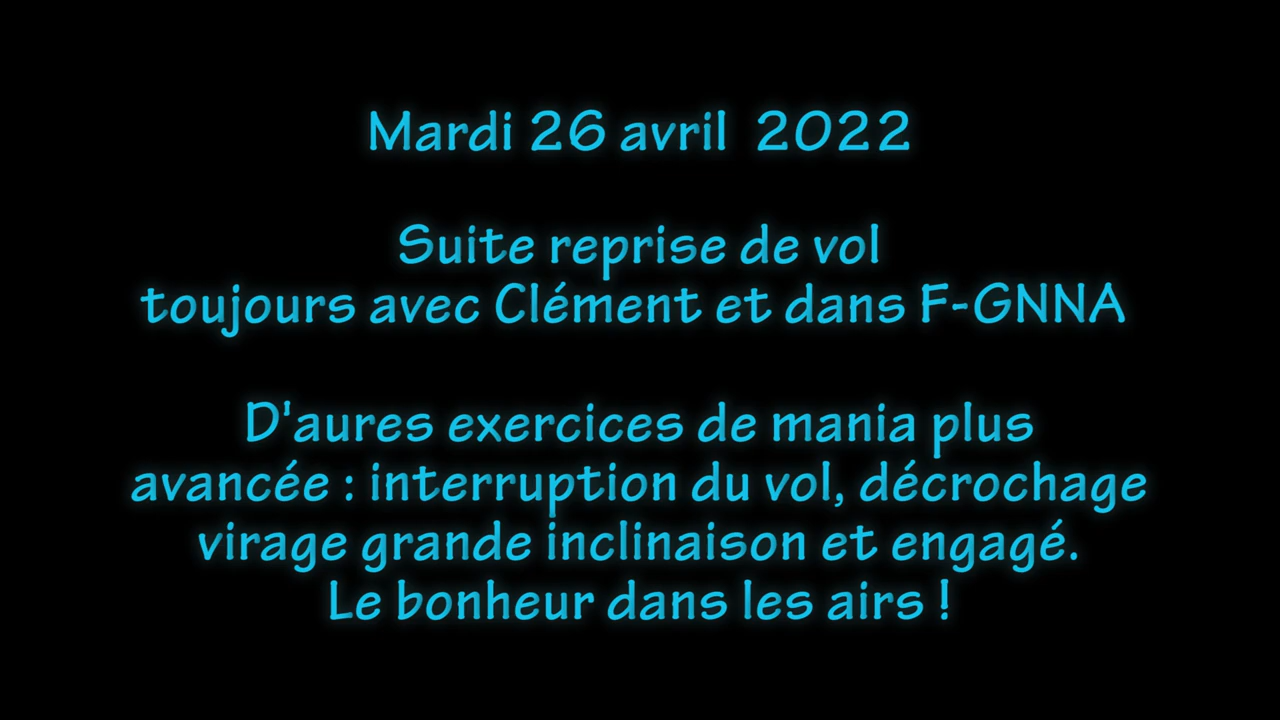 Mardi 26 avril  2022
Suite reprise de vol
toujours avec Clément et dans F-GNNA
D'aures exercices de mania plus
avancée : interruption du vol, décrochage
virage grande inclinaison et engagé.
Le bonheur dans les airs !